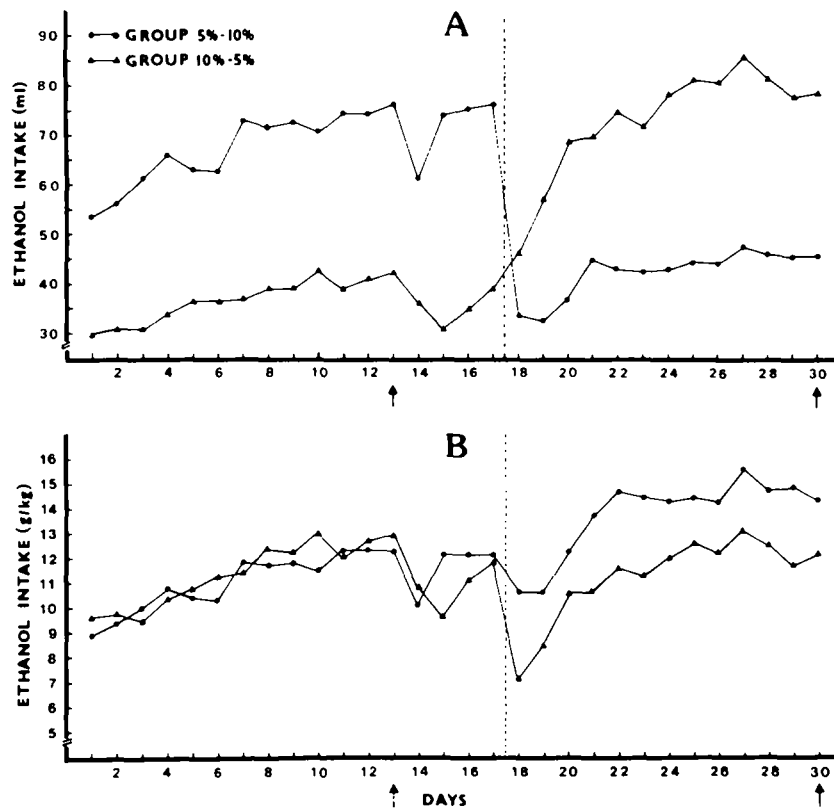 A
GROUP 5%-10%
GROUP 10%-5%
ETHANOL INTAKE (ml)
90
80
70
60
50
40
30
2 4 6 8 10 12 14 16 18 20 22 24 26 28 30
B
ETHANOL INTAKE (g/kg)
16
15
14
13
12
11
10
9
8
7
6
5
2 4 6 8 10 12 14 16 18 20 22 24 26 28 30
DAYS